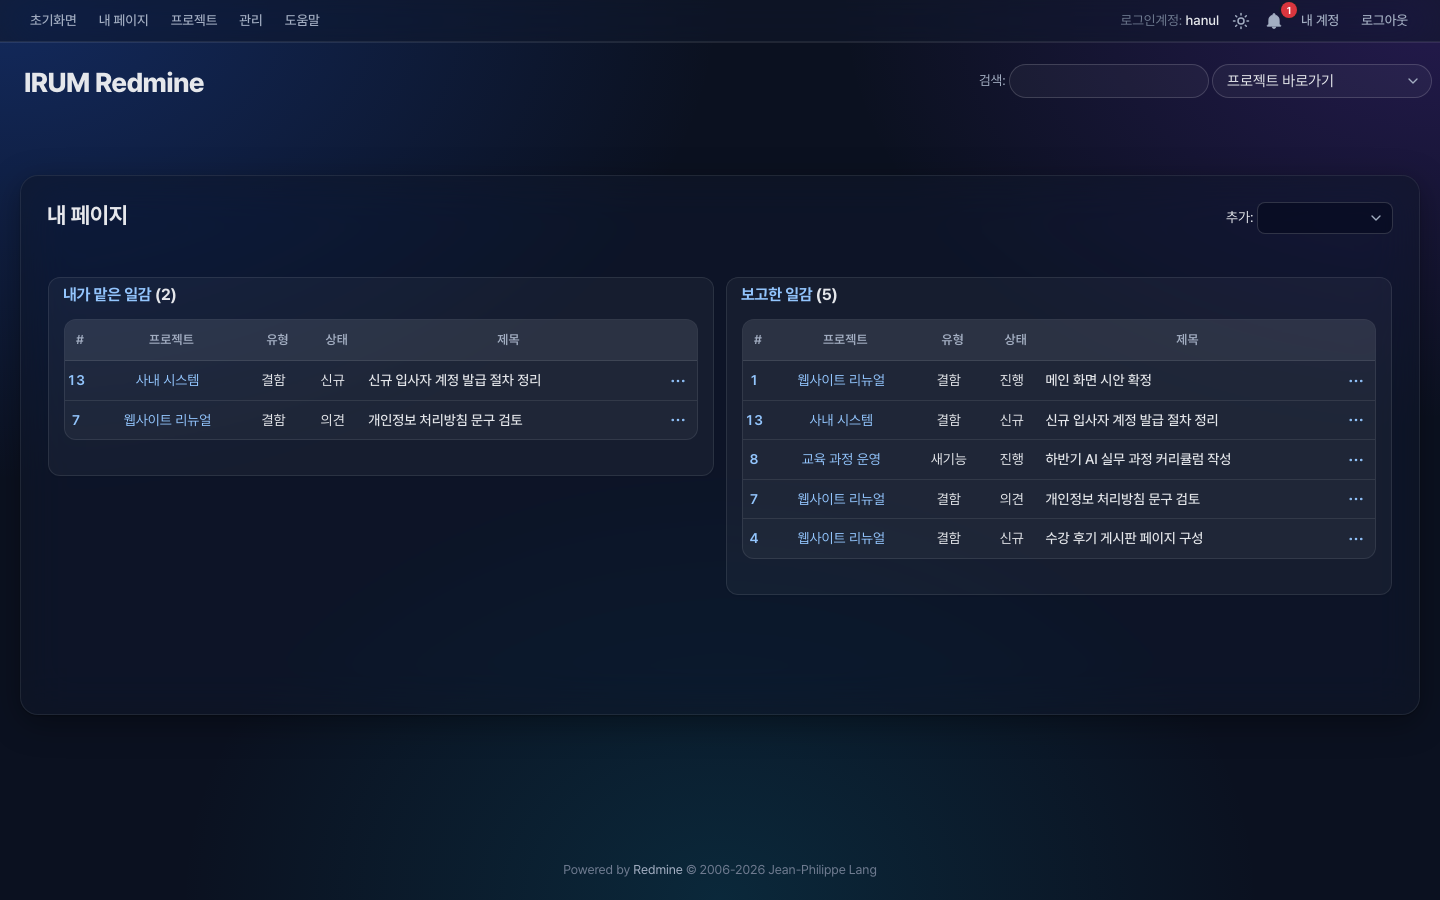 초기화면 내 페이지 프로젝트 관리 도움말 로그인계정: hanul 1 내 계정 로그아웃
IRUM Redmine 검색: 프로젝트 바로가기
내 페이지 추가:
내가 맡은 일감 (2)
# 프로젝트 유형 상태 제목
13 사내 시스템 결함 신규 신규 입사자 계정 발급 절차 정리 ...
7 웹사이트 리뉴얼 결함 의견 개인정보 처리방침 문구 검토 ...
보고한 일감 (5)
# 프로젝트 유형 상태 제목
1 웹사이트 리뉴얼 결함 진행 메인 화면 시안 확정 ...
13 사내 시스템 결함 신규 신규 입사자 계정 발급 절차 정리 ...
8 교육 과정 운영 새기능 진행 하반기 AI 실무 과정 커리큘럼 작성 ...
7 웹사이트 리뉴얼 결함 의견 개인정보 처리방침 문구 검토 ...
4 웹사이트 리뉴얼 결함 신규 수강 후기 게시판 페이지 구성 ...
Powered by Redmine © 2006-2026 Jean-Philippe Lang